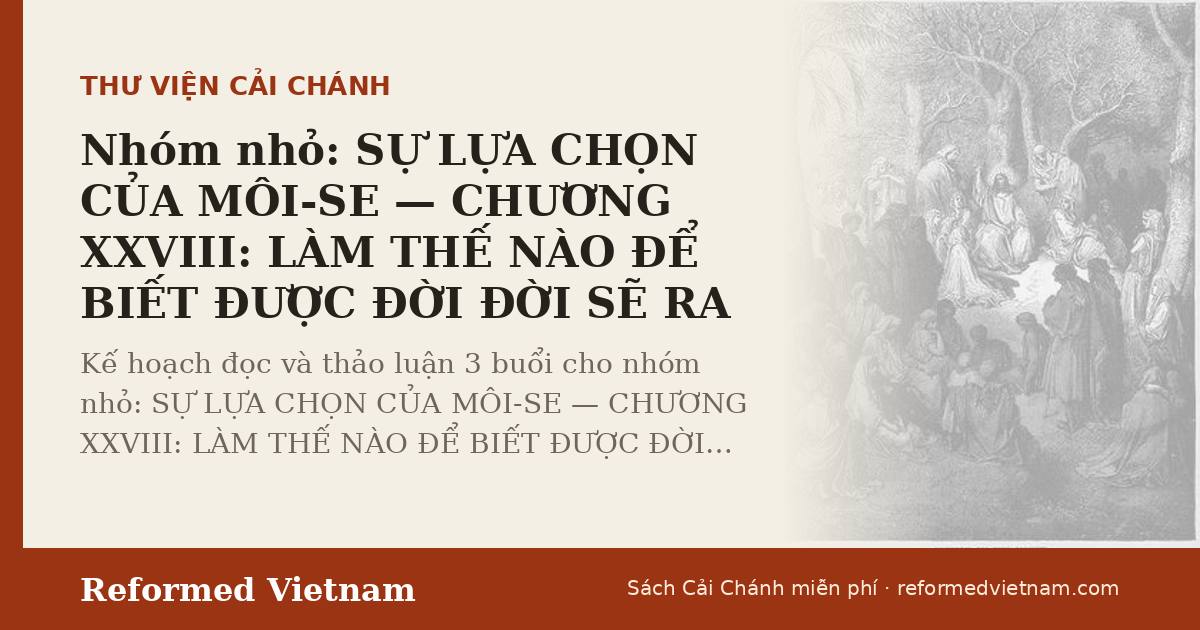 THƯ VIỆN CẢI CHÁNH
Nhóm nhỏ: SỰ LỰA CHỌN
CỦA MÔI-SE — CHƯƠNG
XXVIII: LÀM THẾ NÀO ĐỂ
BIẾT ĐƯỢC ĐỜI ĐỜI SẼ RA
Kế hoạch đọc và thảo luận 3 buổi cho nhóm
nhỏ: SỰ LỰA CHỌN CỦA MÔI-SE — CHƯƠNG
XXVIII: LÀM THẾ NÀO ĐỂ BIẾT ĐƯỢC ĐỜI...
Reformed Vietnam
Sách Cải Chánh miễn phí · reformedvietnam.com